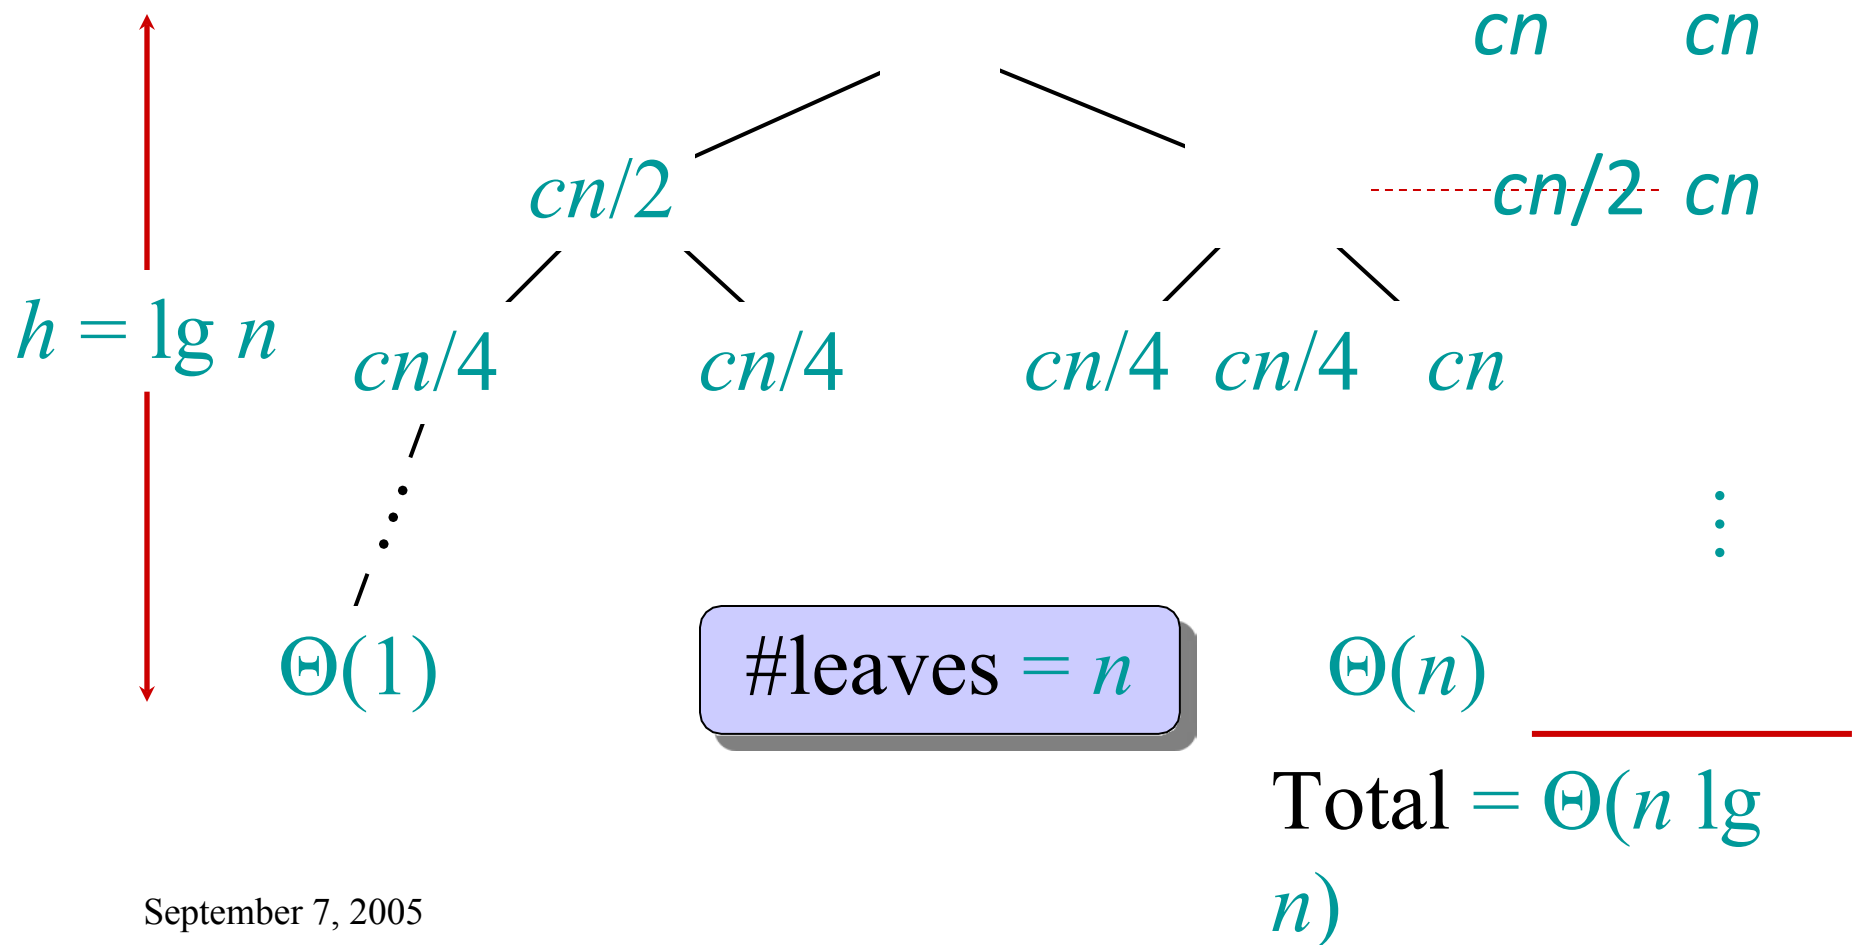 cn cn
cn/2 cn/2 cn
h = lg n
cn/4 cn/4 cn/4 cn/4 cn
Θ(1) #leaves = n Θ(n)
Total = Θ(n lg
n)
September 7, 2005